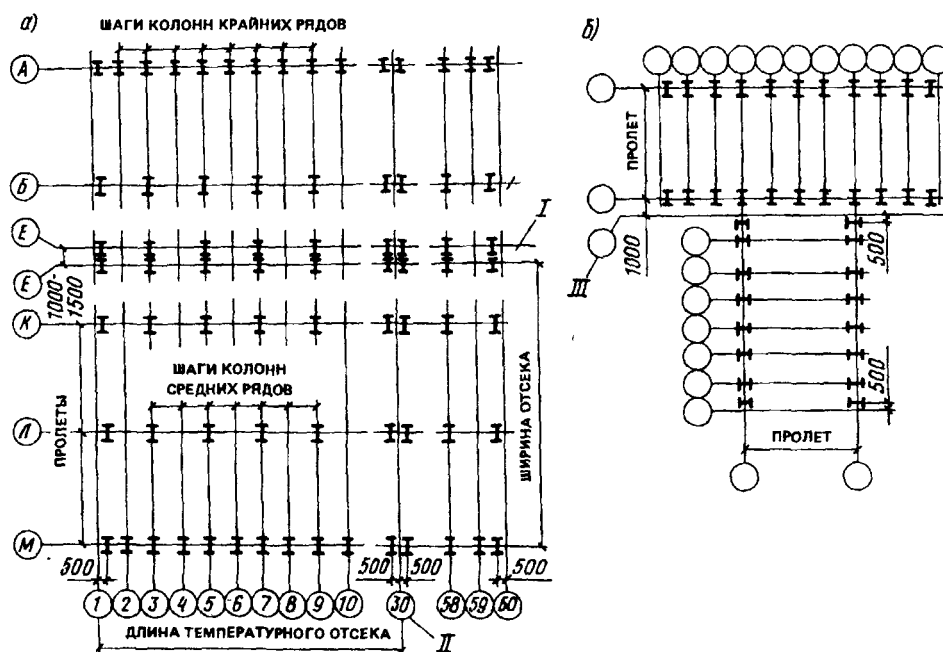 а)
ШАГИ КОЛОНН КРАЙНИХ РЯДОВ
А
Б
Е
Е
1000-
1500
К
Л
М
I
ПРОЛЕТЫ
ШАГИ КОЛОНН
СРЕДНИХ РЯДОВ
ШИРИНА ОТСЕКА
500
500
500
500
1
2
3
4
5
6
7
8
9
10
30
58
59
60
ДЛИНА ТЕМПЕРАТУРНОГО ОТСЕКА
II
б)
ПРОЛЕТ
1000
III
500
500
ПРОЛЕТ